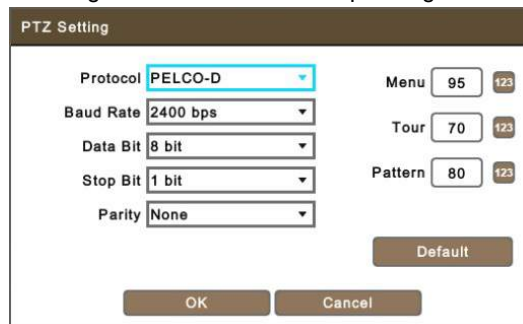 PTZ Setting
Protocol PELCO-D
Baud Rate 2400 bps
Data Bit 8 bit
Stop Bit 1 bit
Parity None
Menu 95 123
Tour 70 123
Pattern 80 123
Default
OK Cancel